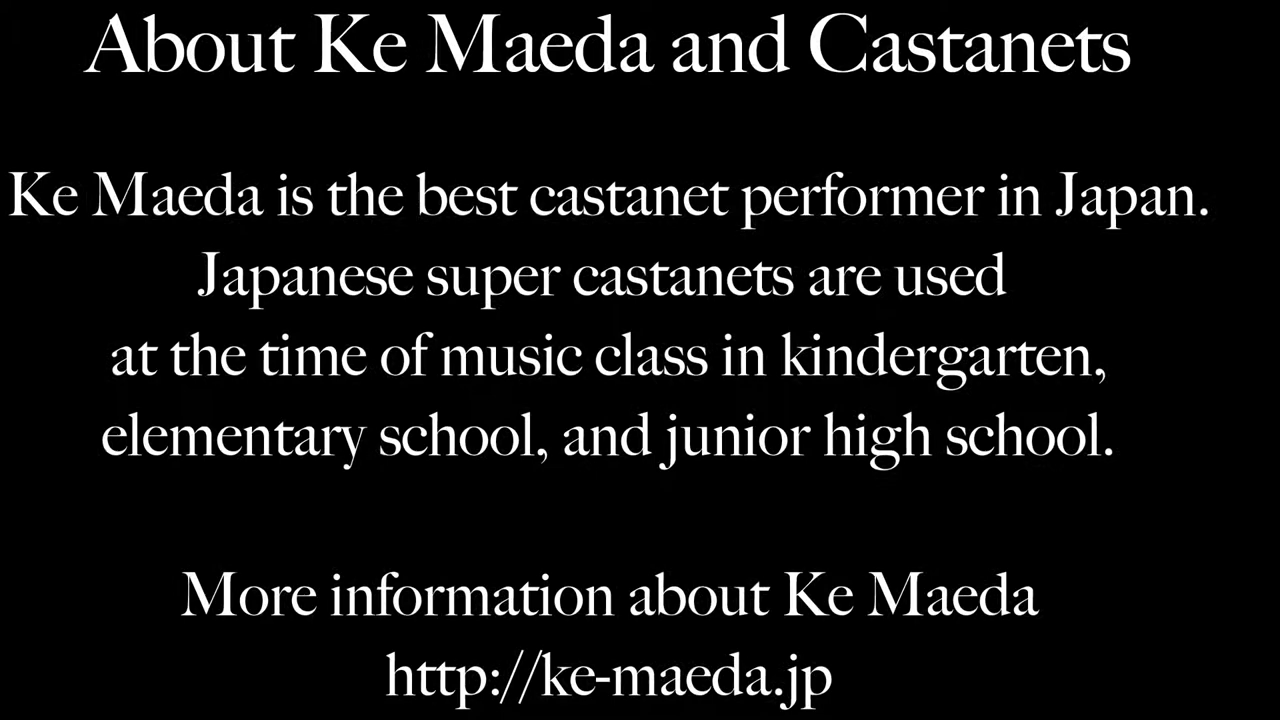 About Ke Maeda and Castanets
Ke Maeda is the best castanet performer in Japan.
Japanese super castanets are used
at the time of music class in kindergarten,
elementary school, and junior high school.
More information about Ke Maeda
http://ke-maeda.jp